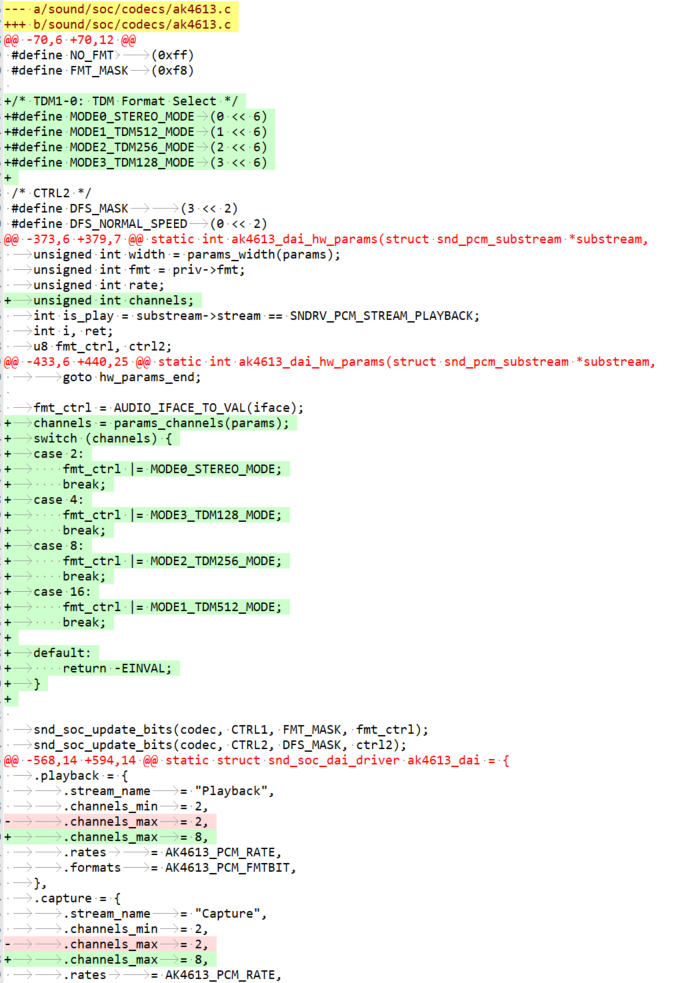 --- a/sound/soc/codecs/ak4613.c
+++ b/sound/soc/codecs/ak4613.c
@@ -70,6 +70,12 @@
 #define NO_FMT (0xff)
 #define FMT_MASK (0xf8)

+/* TDM1-0: TDM Format Select */
+#define MODE0_STEREO_MODE (0 << 6)
+#define MODE1_TDM512_MODE (1 << 6)
+#define MODE2_TDM256_MODE (2 << 6)
+#define MODE3_TDM128_MODE (3 << 6)
+
 /* CTRL2 */
 #define DFS_MASK (3 << 2)
 #define DFS_NORMAL_SPEED (0 << 2)
@@ -373,6 +379,7 @@ static int ak4613_dai_hw_params(struct snd_pcm_substream *substream,
 unsigned int width = params_width(params);
 unsigned int fmt = priv->fmt;
 unsigned int rate;
+ unsigned int channels;
 int is_play = substream->stream == SNDRV_PCM_STREAM_PLAYBACK;
 int i, ret;
 u8 fmt_ctrl, ctrl2;
@@ -433,6 +440,25 @@ static int ak4613_dai_hw_params(struct snd_pcm_substream *substream,
 goto hw_params_end;

 fmt_ctrl = AUDIO_IFACE_TO_VAL(iface);
+ channels = params_channels(params);
+ switch (channels) {
+ case 2:
+ fmt_ctrl |= MODE0_STEREO_MODE;
+ break;
+ case 4:
+ fmt_ctrl |= MODE3_TDM128_MODE;
+ break;
+ case 8:
+ fmt_ctrl |= MODE2_TDM256_MODE;
+ break;
+ case 16:
+ fmt_ctrl |= MODE1_TDM512_MODE;
+ break;
+
+ default:
+ return -EINVAL;
+ }
+

 snd_soc_update_bits(codec, CTRL1, FMT_MASK, fmt_ctrl);
 snd_soc_update_bits(codec, CTRL2, DFS_MASK, ctrl2);
@@ -568,14 +594,14 @@ static struct snd_soc_dai_driver ak4613_dai = {
 .playback = {
 .stream_name = "Playback",
 .channels_min = 2,
- .channels_max = 2,
+ .channels_max = 8,
 .rates = AK4613_PCM_RATE,
 .formats = AK4613_PCM_FMTBIT,
 },
 .capture = {
 .stream_name = "Capture",
 .channels_min = 2,
- .channels_max = 2,
+ .channels_max = 8,
 .rates = AK4613_PCM_RATE,